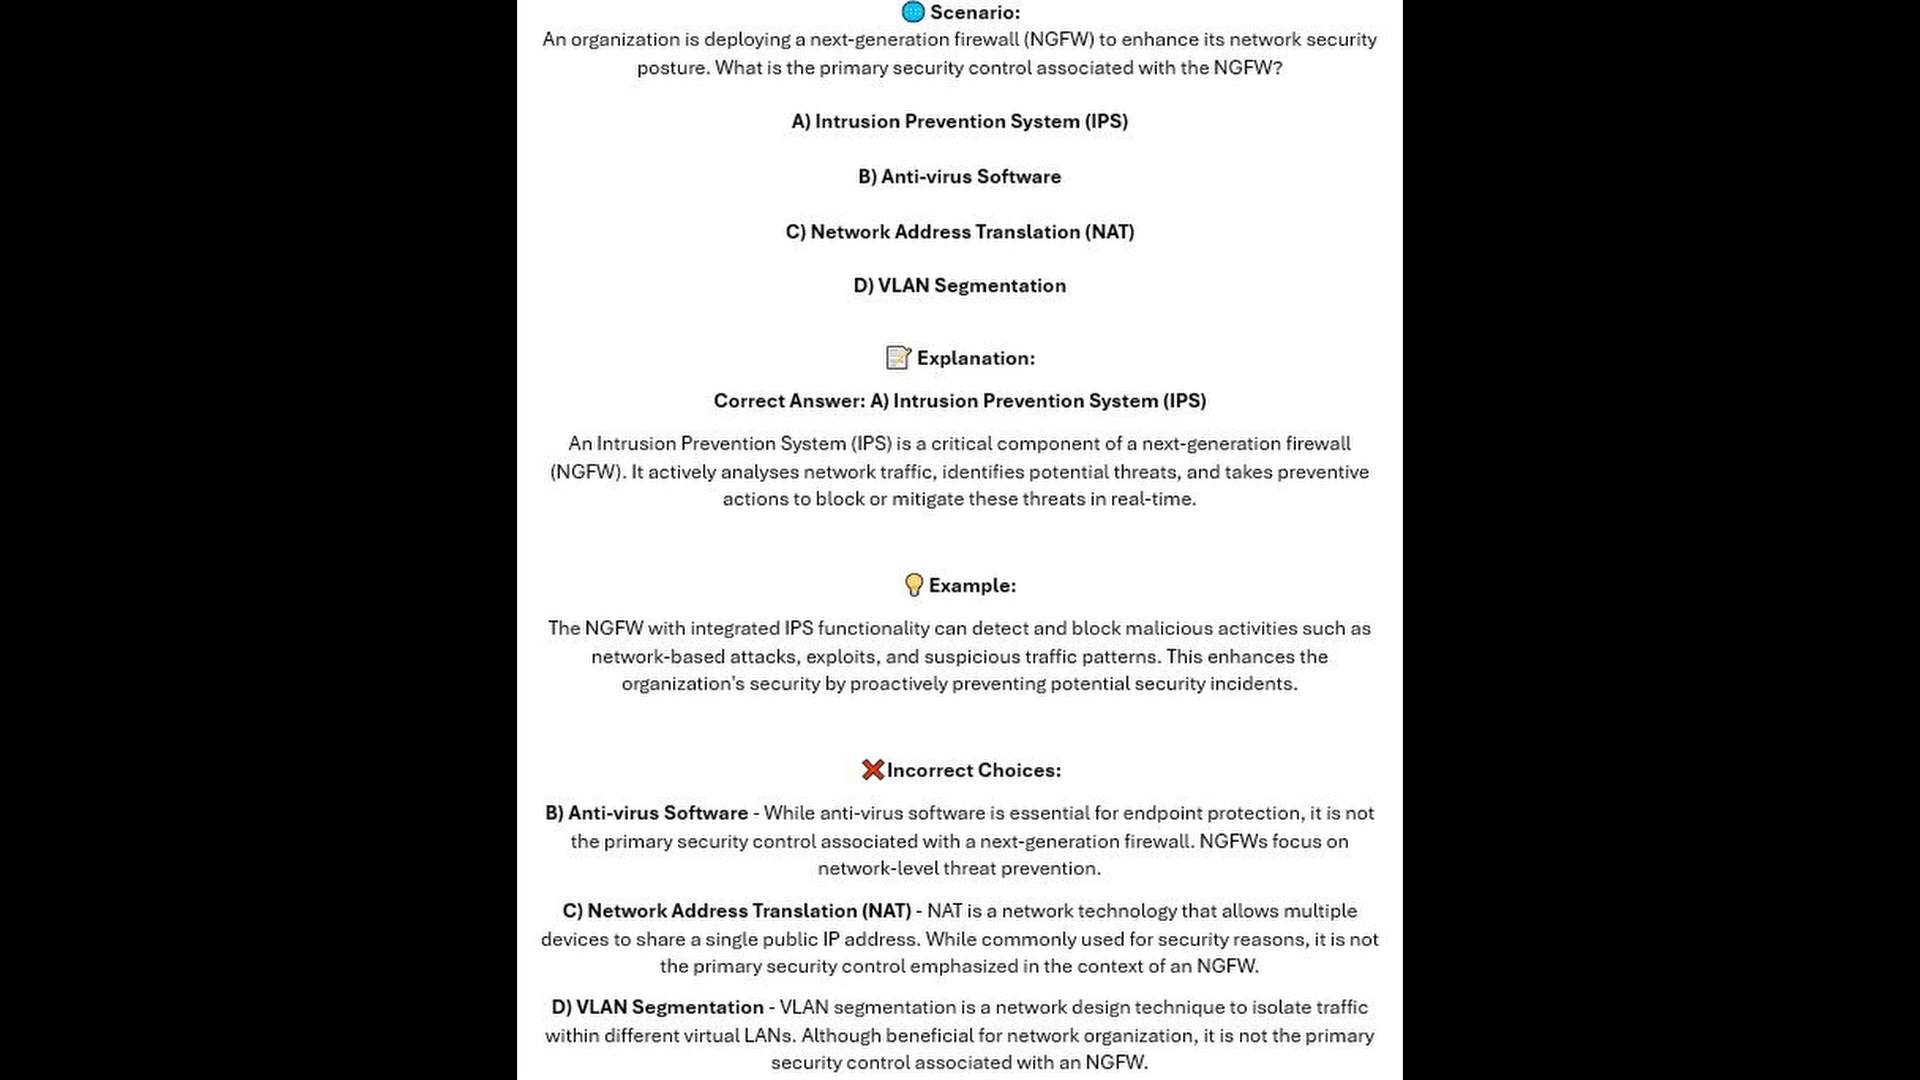 Scenario:
An organization is deploying a next-generation firewall (NGFW) to enhance its network security
posture. What is the primary security control associated with the NGFW?
A) Intrusion Prevention System (IPS)
B) Anti-virus Software
C) Network Address Translation (NAT)
D) VLAN Segmentation
Explanation:
Correct Answer: A) Intrusion Prevention System (IPS)
An Intrusion Prevention System (IPS) is a critical component of a next-generation firewall
(NGFW). It actively analyses network traffic, identifies potential threats, and takes preventive
actions to block or mitigate these threats in real-time.
Example:
The NGFW with integrated IPS functionality can detect and block malicious activities such as
network-based attacks, exploits, and suspicious traffic patterns. This enhances the
organization's security by proactively preventing potential security incidents.
Incorrect Choices:
B) Anti-virus Software - While anti-virus software is essential for endpoint protection, it is not
the primary security control associated with a next-generation firewall. NGFWs focus on
network-level threat prevention.
C) Network Address Translation (NAT) - NAT is a network technology that allows multiple
devices to share a single public IP address. While commonly used for security reasons, it is not
the primary security control emphasized in the context of an NGFW.
D) VLAN Segmentation - VLAN segmentation is a network design technique to isolate traffic
within different virtual LANs. Although beneficial for network organization, it is not the primary
security control associated with an NGFW.